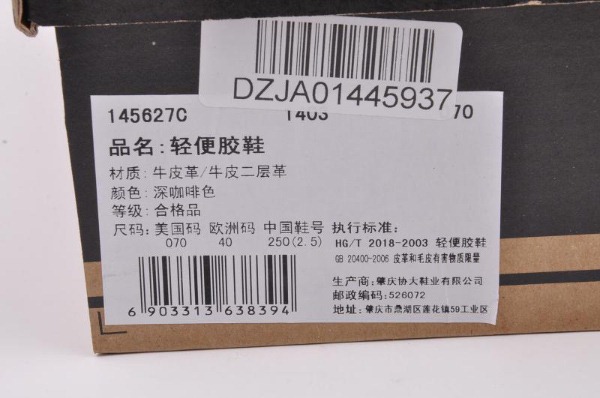 DZJA01445937
145627C 1403 70
品名:轻便胶鞋
材质:牛皮革/牛皮二层革
颜色:深咖啡色
等级:合格品
尺码:美国码 欧洲码 中国鞋号
070 40 250(2.5)
执行标准:
HG/T 2018-2003 轻便胶鞋
GB 20400-2006 皮革和毛皮有害物质限量
生产商:肇庆协大鞋业有限公司
邮政编码:526072
地址:肇庆市鼎湖区莲花镇59工业区
6 903313 638394